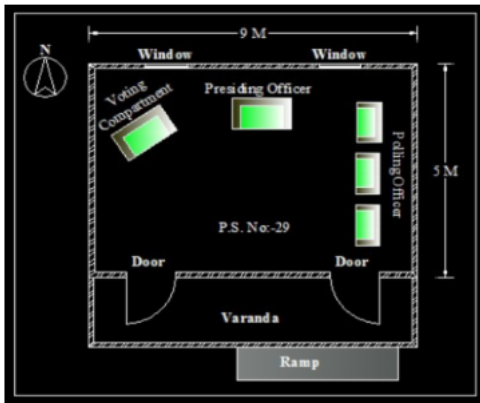 9 M
N
Window
Window
Voting
Compartment
Presiding Officer
Polling Officer
5 M
P.S. No:-29
Door
Door
Varanda
Ramp